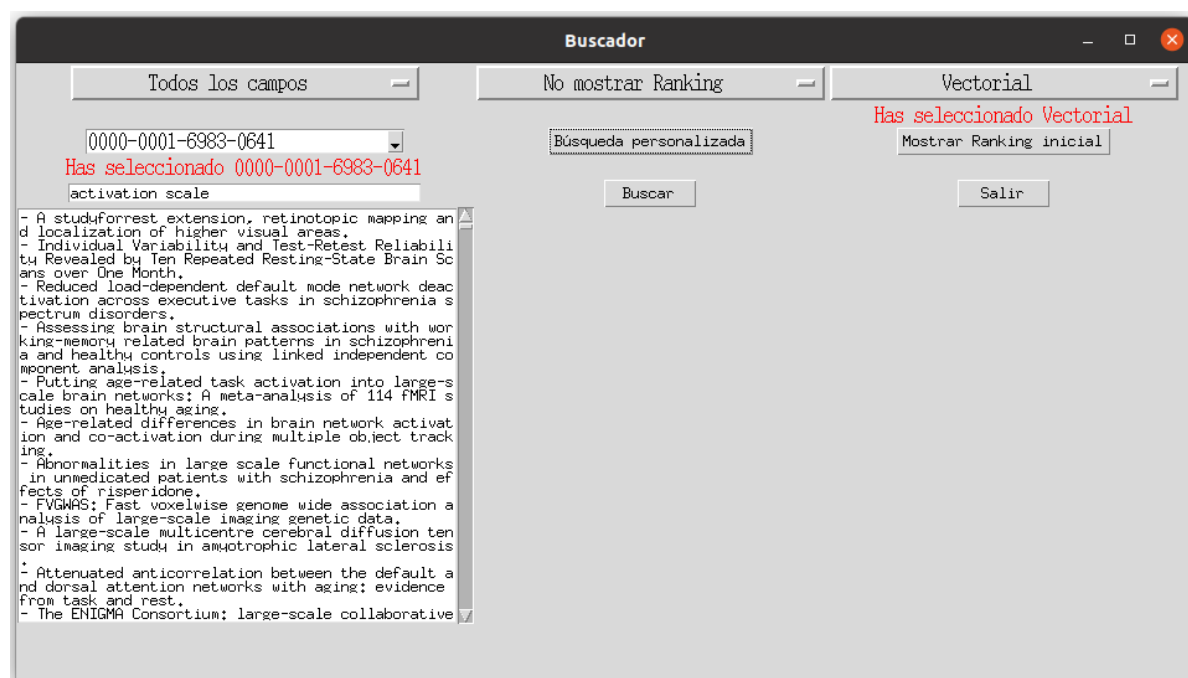 Buscador
Todos los campos
No mostrar Ranking
Vectorial
Has seleccionado Vectorial
0000-0001-6983-0641
Búsqueda personalizada
Mostrar Ranking inicial
Has seleccionado 0000-0001-6983-0641
activation scale
Buscar
Salir
- A studyforrest extension, retinotopic mapping an
d localization of higher visual areas.
- Individual Variability and Test-Retest Reliabili
ty Revealed by Ten Repeated Resting-State Brain Sc
ans over One Month.
- Reduced load-dependent default mode network deac
tivation across executive tasks in schizophrenia s
pectrum disorders.
- Assessing brain structural associations with wor
king-memory related brain patterns in schizophreni
a and healthy controls using linked independent co
mponent analysis.
- Putting age-related task activation into large-s
cale brain networks: A meta-analysis of 114 fMRI s
tudies on healthy aging.
- Age-related differences in brain network activat
ion and co-activation during multiple object track
ing.
- Abnormalities in large scale functional networks
in unmedicated patients with schizophrenia and ef
fects of risperidone.
- FVGWAS: Fast voxelwise genome wide association a
nalysis of large-scale imaging genetic data.
- A large-scale multicentre cerebral diffusion ten
sor imaging study in amyotrophic lateral sclerosis
.
- Attenuated anticorrelation between the default a
nd dorsal attention networks with aging: evidence
from task and rest.
- The ENIGMA Consortium: large-scale collaborative